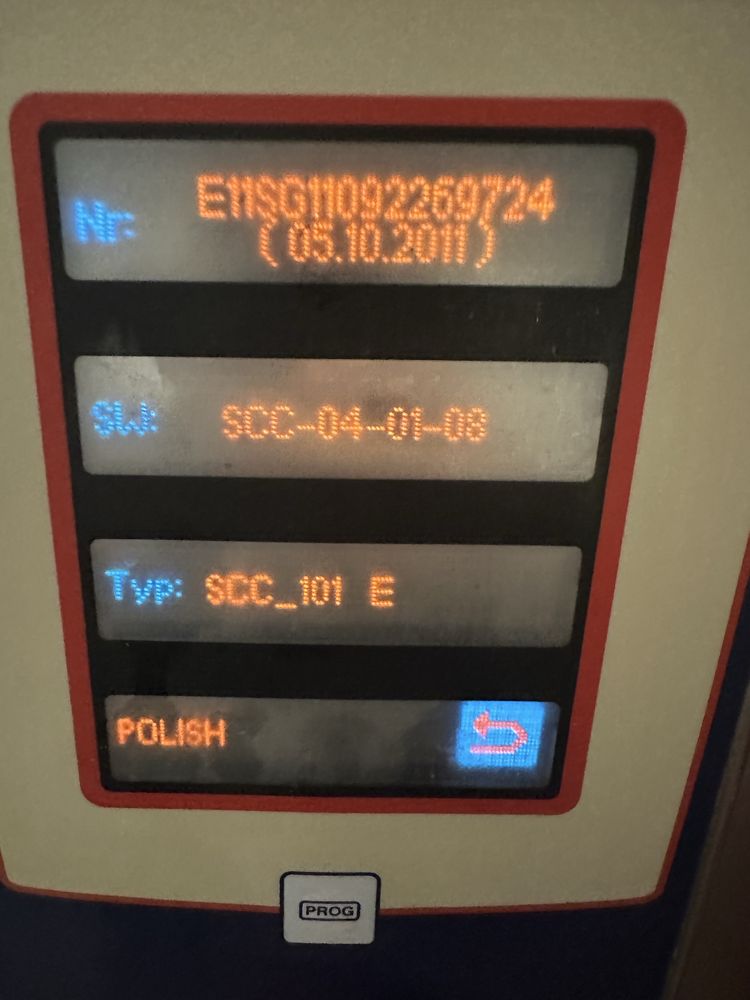 Nr: E11SG11092269724
( 05.10.2011 )
SW: SCC-04-01-08
Typ: SCC_101 E
POLISH
PROG